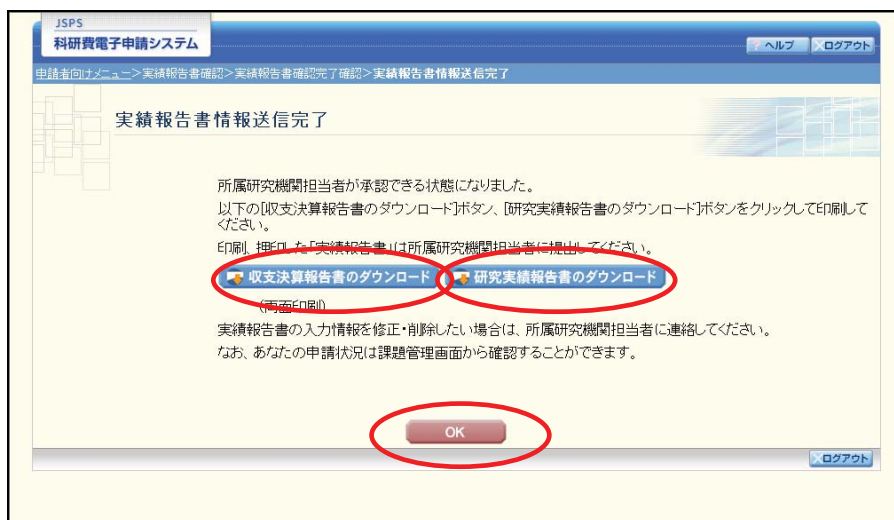 JSPS
科研費電子申請システム
? ヘルプ
ログアウト
申請者向けメニュー>実績報告書確認>実績報告書確認完了確認>実績報告書情報送信完了
実績報告書情報送信完了
所属研究機関担当者が承認できる状態になりました。
以下の[収支決算報告書のダウンロード]ボタン、[研究実績報告書のダウンロード]ボタンをクリックして印刷して
ください。
印刷、押印した「実績報告書」は所属研究機関担当者に提出してください。
収支決算報告書のダウンロード
研究実績報告書のダウンロード
(両面印刷)
実績報告書の入力情報を修正・削除したい場合は、所属研究機関担当者に連絡してください。
なお、あなたの申請状況は課題管理画面から確認することができます。
OK
ログアウト